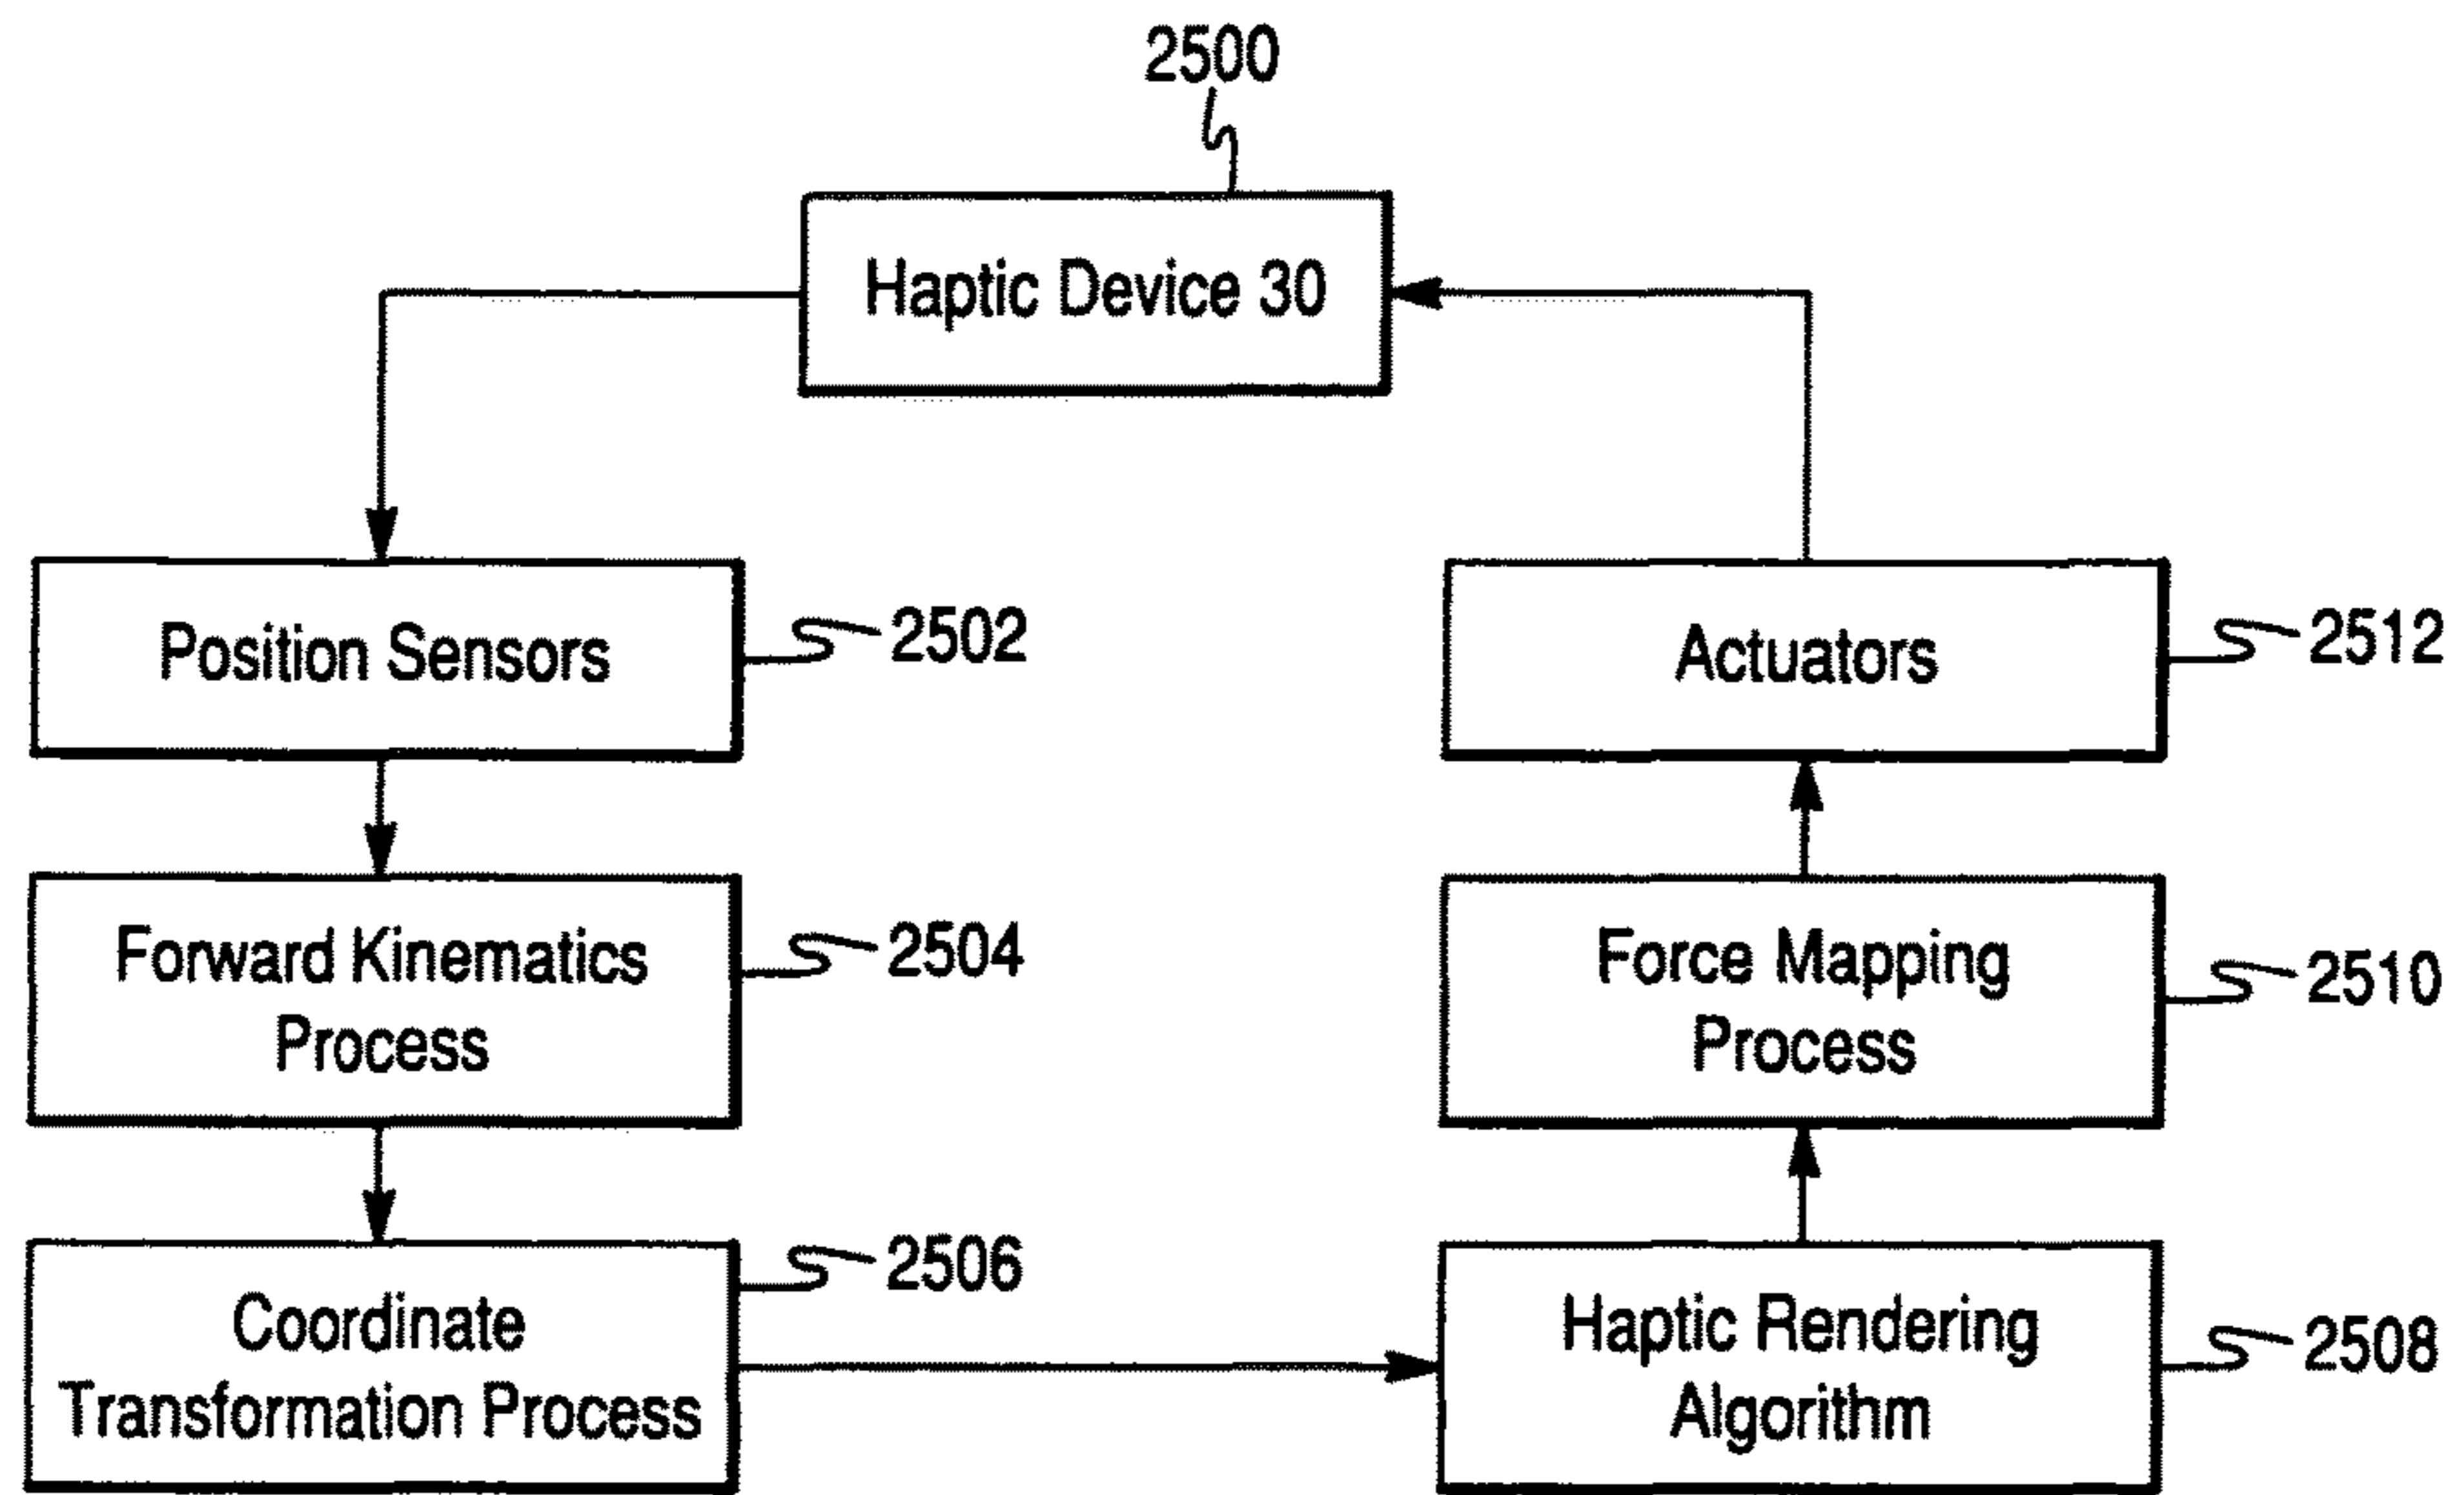 2500
Haptic Device 30
Position Sensors
2502
Actuators
2512
Forward Kinematics
Process
2504
Force Mapping
Process
2510
Coordinate
Transformation Process
2506
Haptic Rendering
Algorithm
2508